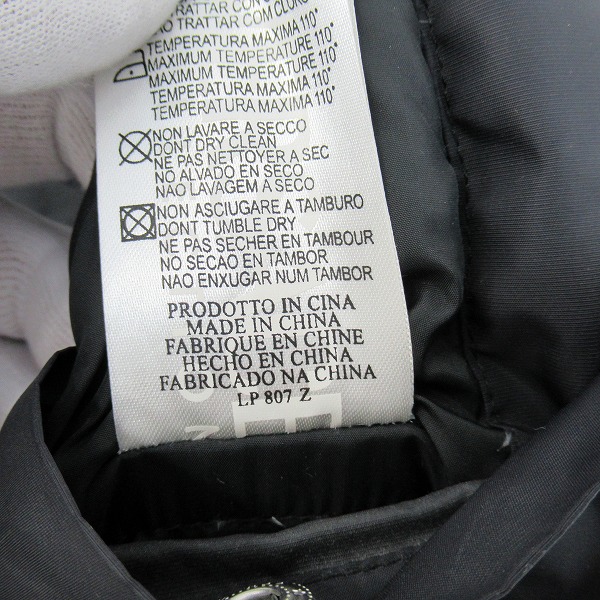 TRATTAR COM CLORO
TEMPERATURA MAXIMA 110°
MAXIMUM TEMPERATURE 110°
MAXIMUM TEMPERATURE 110°
TEMPERATURA MAXIMA 110°
TEMPERATURA MAXIMA 110°
NON LAVARE A SECCO
DONT DRY CLEAN
NE PAS NETTOYER A SEC
NO ALVADO EN SECO
NAO LAVAGEM A SECO
NON ASCIUGARE A TAMBURO
DONT TUMBLE DRY
NE PAS SECHER EN TAMBOUR
NO SECAO EN TAMBOR
NAO ENXUGAR NUM TAMBOR
PRODOTTO IN CINA
MADE IN CHINA
FABRIQUE EN CHINE
HECHO EN CHINA
FABRICADO NA CHINA
LP 807 Z